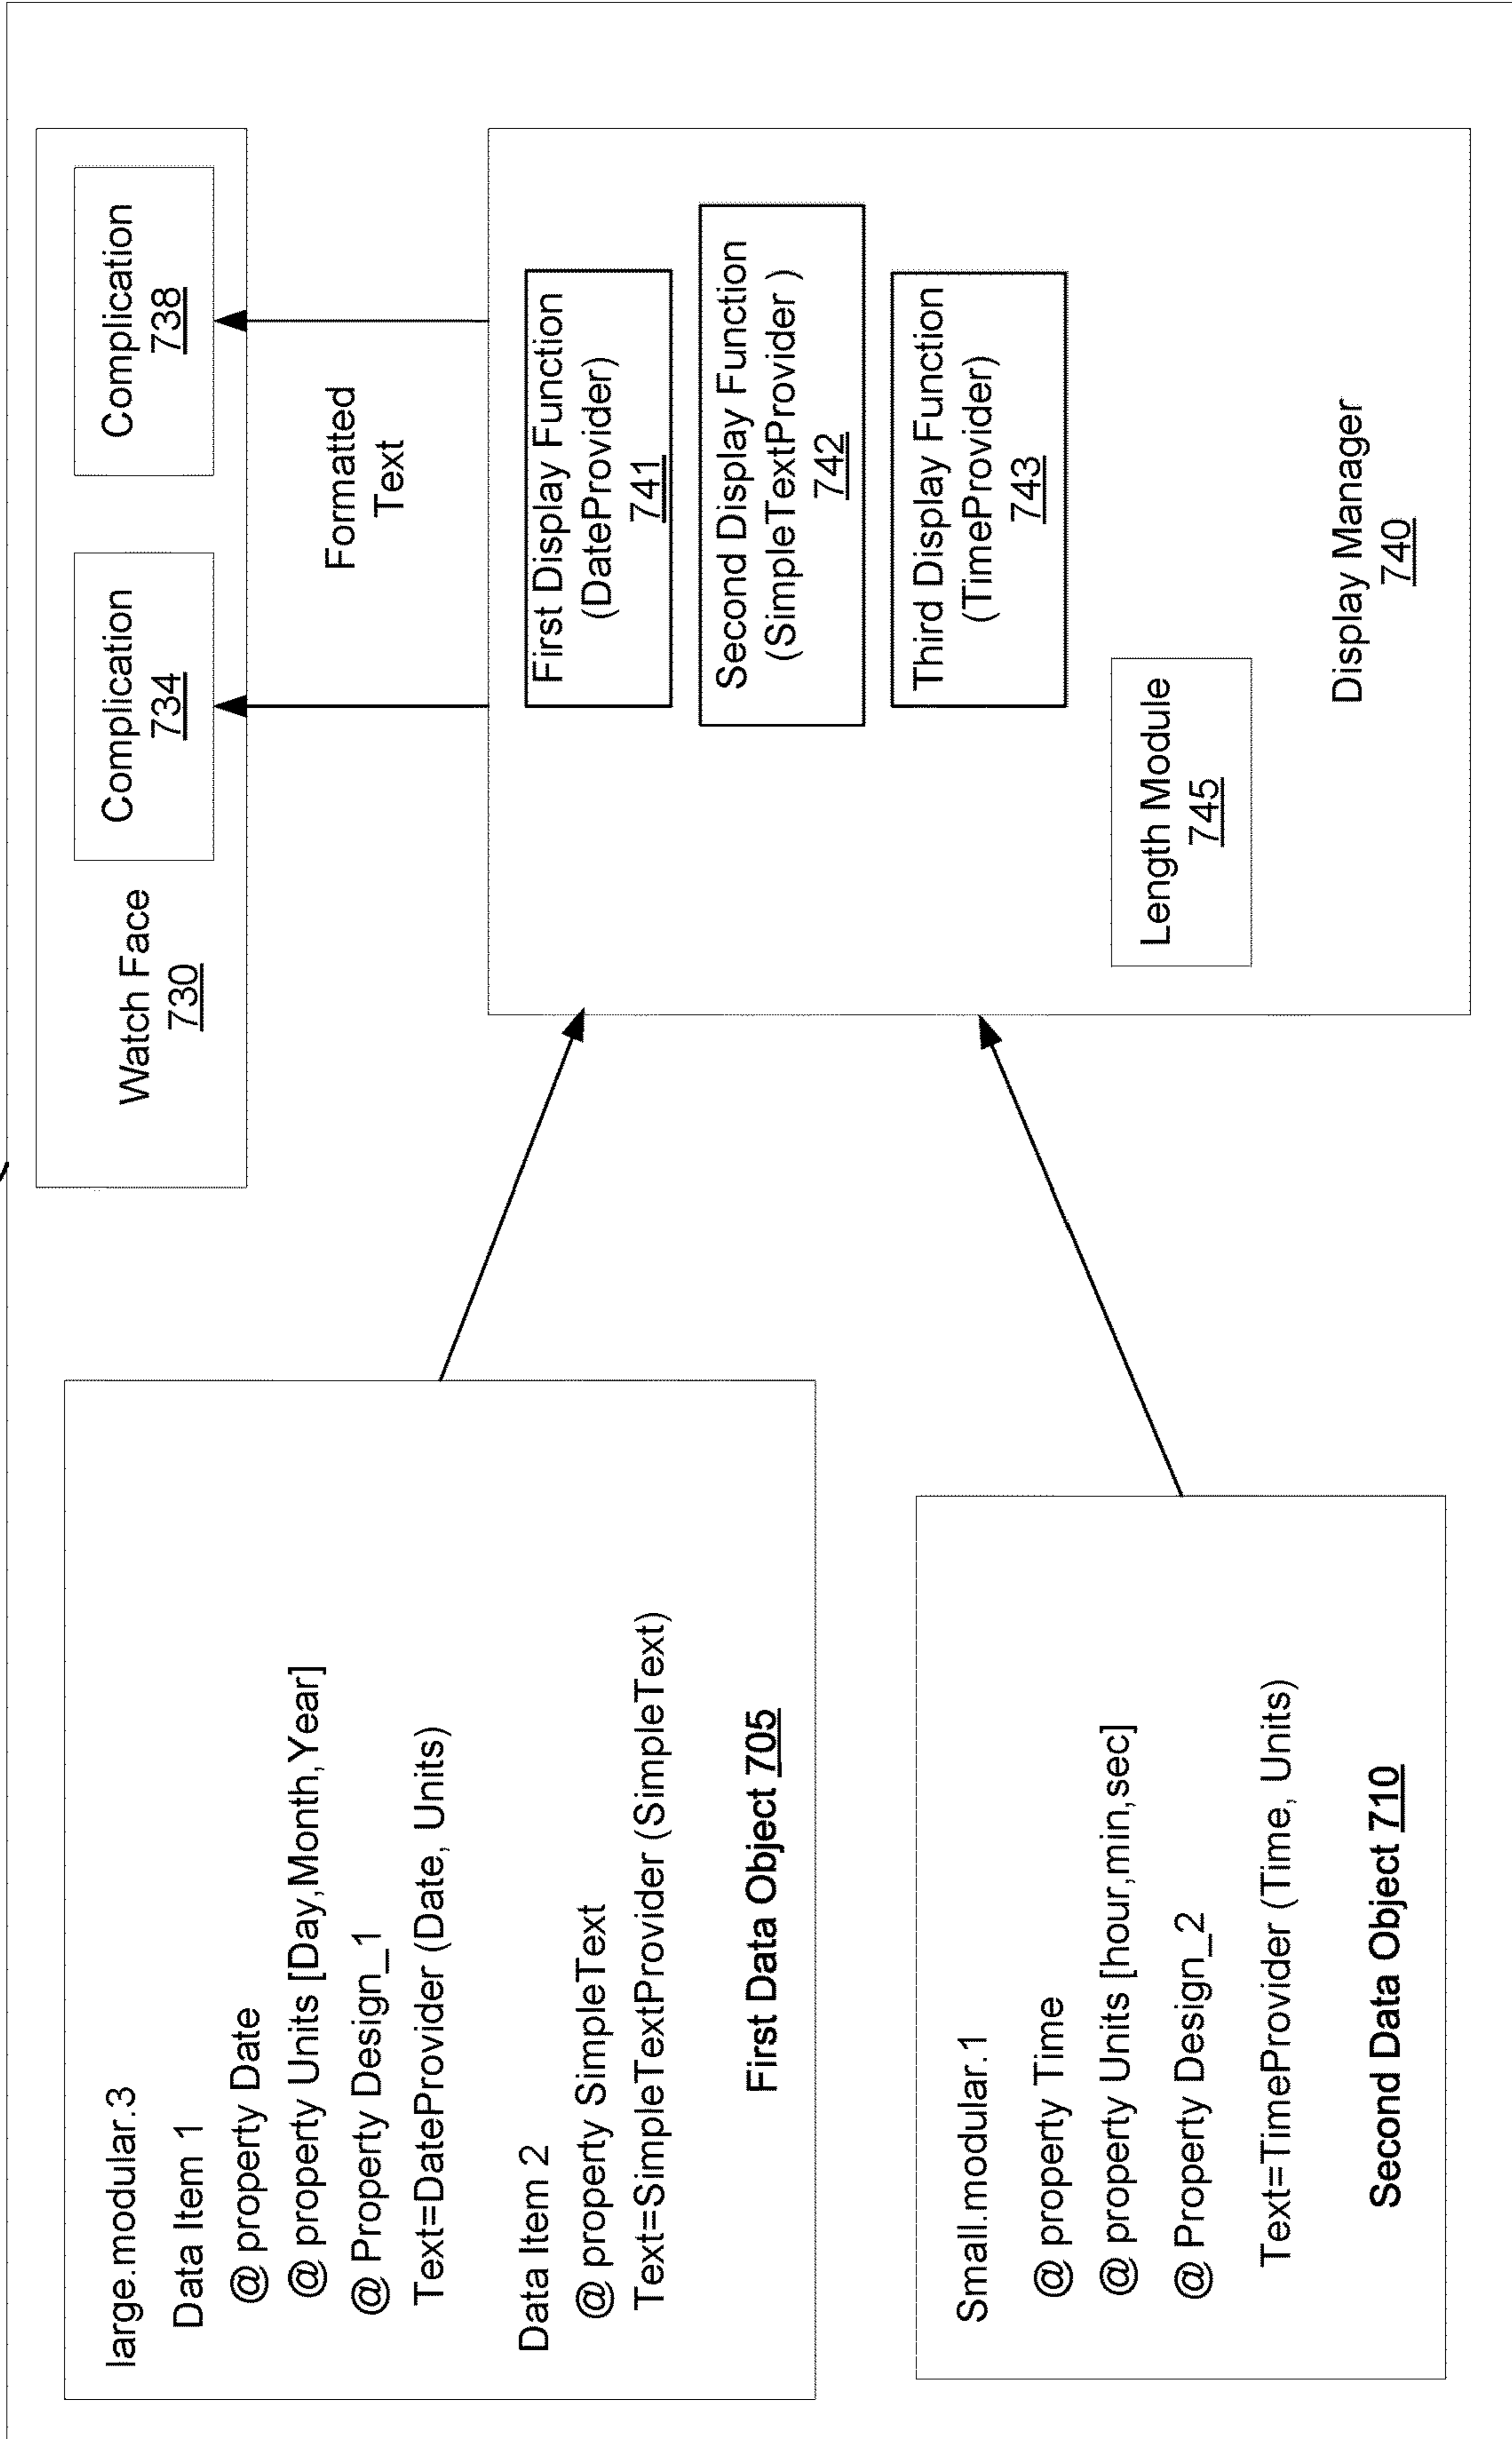 large.modular.3
Data Item 1
@ property Date
@ property Units [Day,Month,Year]
@ Property Design_1
Text=DateProvider (Date, Units)
Data Item 2
@ property SimpleText
Text=SimpleTextProvider (SimpleText)
First Data Object 705
Small.modular.1
@ property Time
@ property Units [hour,min,sec]
@ Property Design_2
Text=TimeProvider (Time, Units)
Second Data Object 710
Watch Face
730
Complication
734
Complication
738
Formatted
Text
First Display Function
(DateProvider)
741
Second Display Function
(SimpleTextProvider )
742
Third Display Function
(TimeProvider)
743
Length Module
745
Display Manager
740